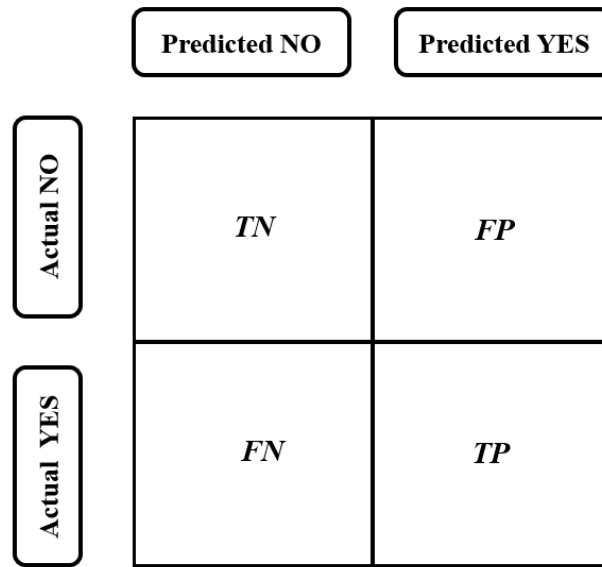 Predicted NO
Predicted YES
Actual NO
TN
FP
Actual YES
FN
TP